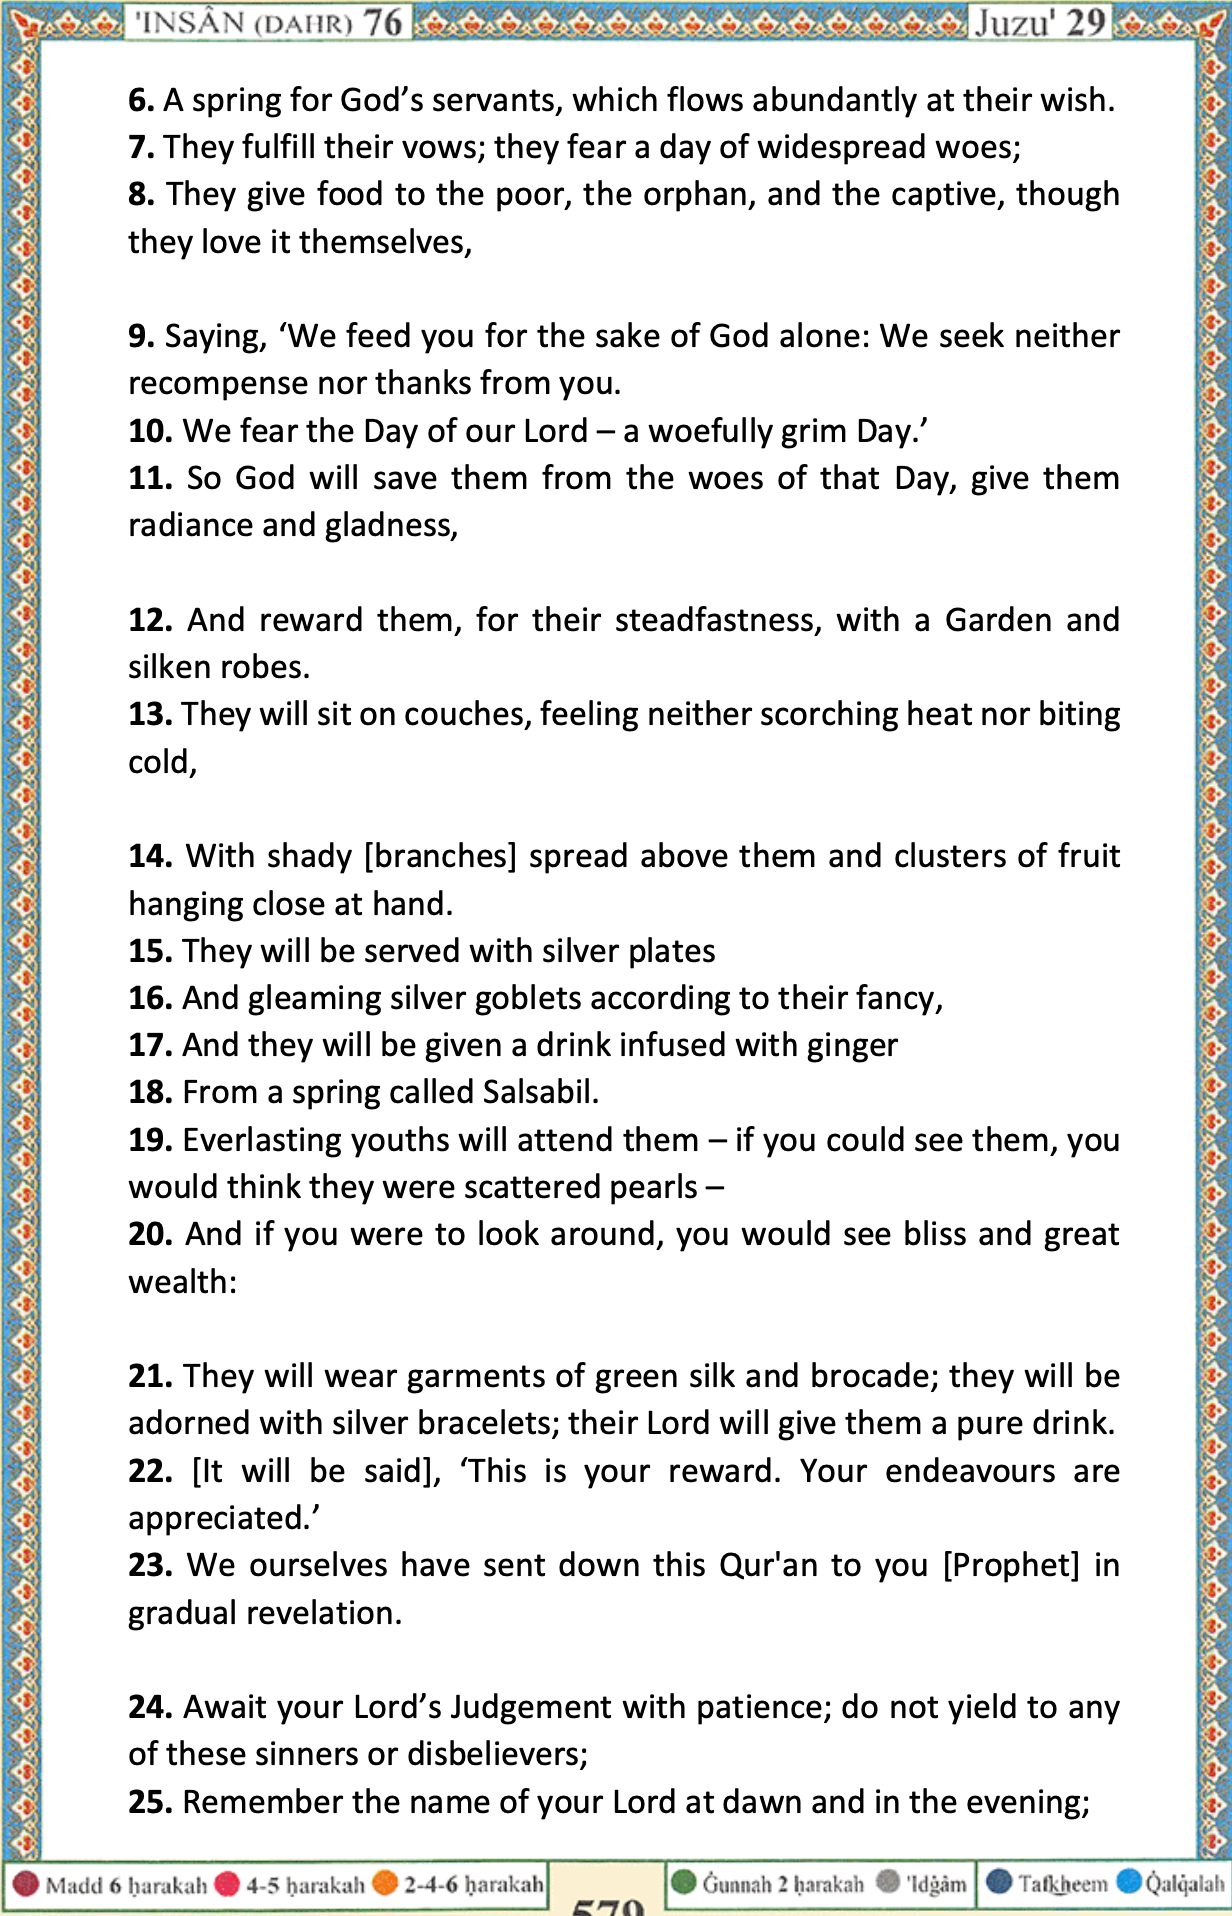 'INSÂN (DAHR) 76
Juzu' 29
6. A spring for God’s servants, which flows abundantly at their wish.
7. They fulfill their vows; they fear a day of widespread woes;
8. They give food to the poor, the orphan, and the captive, though
they love it themselves,
9. Saying, ‘We feed you for the sake of God alone: We seek neither
recompense nor thanks from you.
10. We fear the Day of our Lord – a woefully grim Day.’
11. So God will save them from the woes of that Day, give them
radiance and gladness,
12. And reward them, for their steadfastness, with a Garden and
silken robes.
13. They will sit on couches, feeling neither scorching heat nor biting
cold,
14. With shady [branches] spread above them and clusters of fruit
hanging close at hand.
15. They will be served with silver plates
16. And gleaming silver goblets according to their fancy,
17. And they will be given a drink infused with ginger
18. From a spring called Salsabil.
19. Everlasting youths will attend them – if you could see them, you
would think they were scattered pearls –
20. And if you were to look around, you would see bliss and great
wealth:
21. They will wear garments of green silk and brocade; they will be
adorned with silver bracelets; their Lord will give them a pure drink.
22. [It will be said], ‘This is your reward. Your endeavours are
appreciated.’
23. We ourselves have sent down this Qur'an to you [Prophet] in
gradual revelation.
24. Await your Lord’s Judgement with patience; do not yield to any
of these sinners or disbelievers;
25. Remember the name of your Lord at dawn and in the evening;
Madd 6 ḥarakah 4-5 ḥarakah 2-4-6 ḥarakah
579
Ġunnah 2 ḥarakah 'Idġâm Tafkheem Q̇alq̇alah